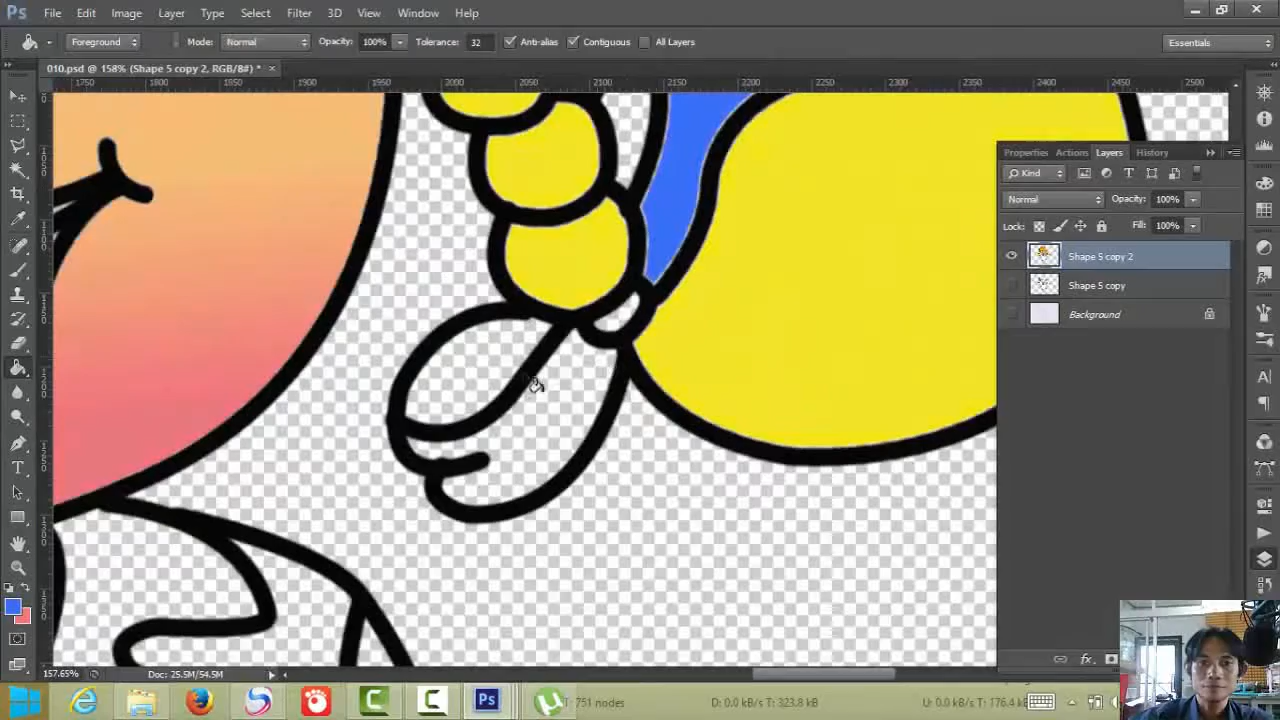 Ps File Edit Image Layer Type Select Filter 3D View Window Help
Foreground Mode: Normal Opacity: 100% Tolerance: 32 Anti-alias Contiguous All Layers Essentials
010.psd @ 158% (Shape 5 copy 2, RGB/8#) * ×
1750 1800 1850 1900 1950 2000 2050 2100 2150 2200 2250 2300 2350 2400 2450 2500
Properties Actions Layers History
Kind
Normal Opacity: 100%
Lock: Fill: 100%
Shape 5 copy 2
Shape 5 copy
Background
157.65% Doc: 25.5M/54.5M
Ps T: 751 nodes D: 0.0 kB/s T: 323.8 kB U: 0.0 kB/s T: 176.4 kB